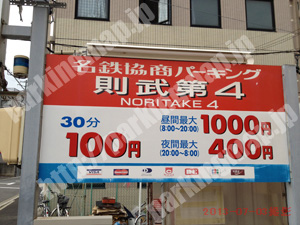 名鉄協商パーキング
則武第4
NORITAKE 4
30分
100円
昼間最大
(8:00~20:00)
1000円
夜間最大
(20:00~8:00)
400円